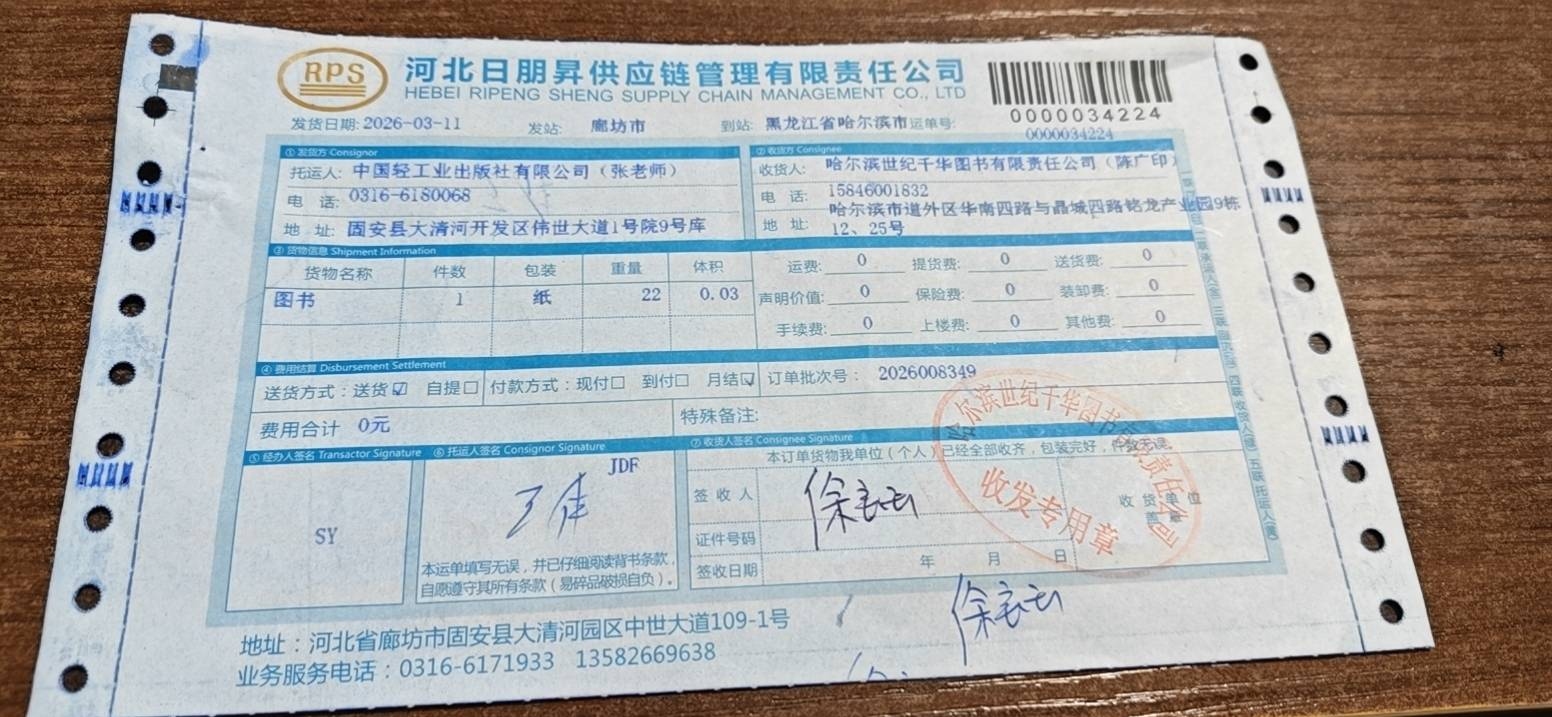 RPS
河北日朋昇供应链管理有限责任公司
HEBEI RIPENG SHENG SUPPLY CHAIN MANAGEMENT CO., LTD
0000034224
发货日期: 2026-03-11 发站: 廊坊市 到站: 黑龙江省哈尔滨市 运单号: 0000034224
① 发货方 Consignor
托运人: 中国轻工业出版社有限公司（张老师）
电 话: 0316-6180068
地 址: 固安县大清河开发区伟世大道1号院9号库
② 收货方 Consignee
收货人: 哈尔滨世纪千华图书有限责任公司（陈广印）
电 话: 15846001832
地 址: 哈尔滨市道外区华南四路与晶城四路铭龙产业园9栋
12、25号
③ 货物信息 Shipment Information
货物名称 件数 包装 重量 体积
图书 1 纸 22 0.03
运费: 0 提货费: 0 送货费: 0
声明价值: 0 保险费: 0 装卸费: 0
手续费: 0 上楼费: 0 其他费: 0
④ 费用结算 Disbursement Settlement
送货方式：送货☑ 自提□ 付款方式：现付□ 到付□ 月结☑ 订单批次号： 2026008349
费用合计 0元 特殊备注:
⑤ 经办人签名 Transactor Signature
SY
⑥ 托运人签名 Consignor Signature
JDF
本运单填写无误，并已仔细阅读背书条款，
自愿遵守其所有条款（易碎品破损自负）。
⑦ 收货人签名 Consignee Signature
本订单货物我单位（个人）已经全部收齐，包装完好，件数无误。
签 收 人
证件号码
签收日期 年 月 日
收 货 单 位
盖 章
哈尔滨世纪千华图书有限责任公司
收发专用章
地址：河北省廊坊市固安县大清河园区中世大道109-1号
业务服务电话：0316-6171933 13582669638